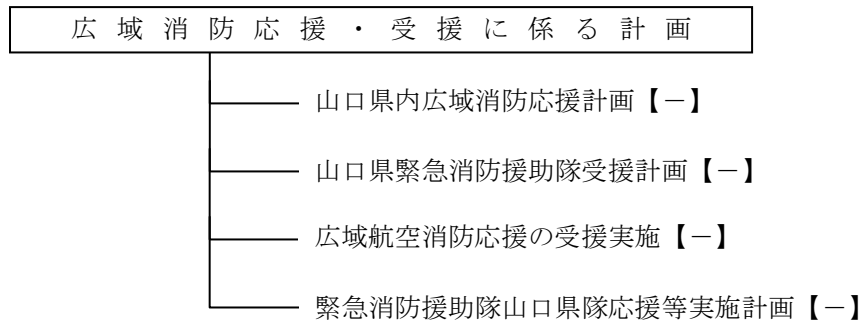 広域消防応援・受援に係る計画
山口県内広域消防応援計画【－】
山口県緊急消防援助隊受援計画【－】
広域航空消防応援の受援実施【－】
緊急消防援助隊山口県隊応援等実施計画【－】